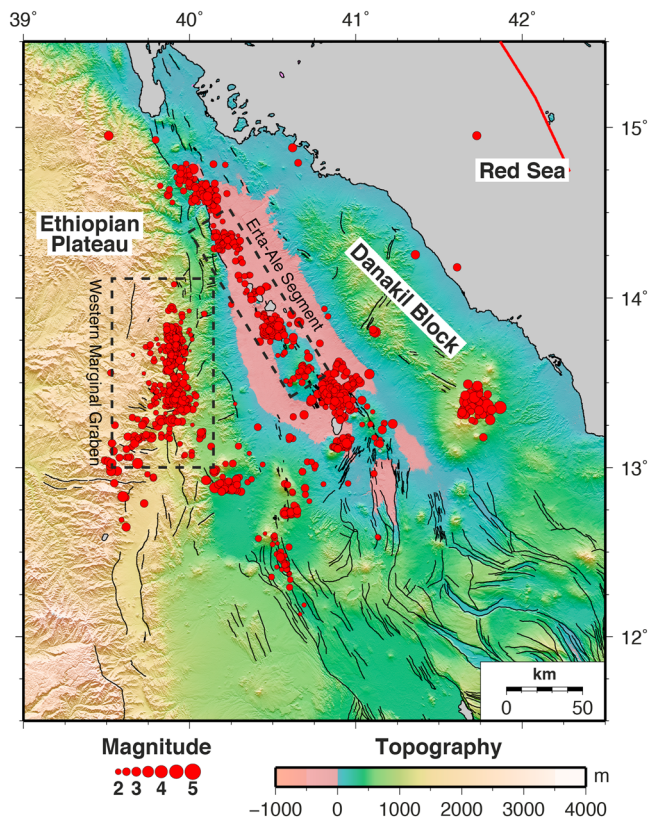 39° 40° 41° 42°
15°
Red Sea
Ethiopian
Plateau
Erta-Ale Segment
Danakil Block
14°
Western Marginal Graben
13°
12°
km
0 50
Magnitude
2 3 4 5
Topography
−1000 0 1000 2000 3000 4000 m